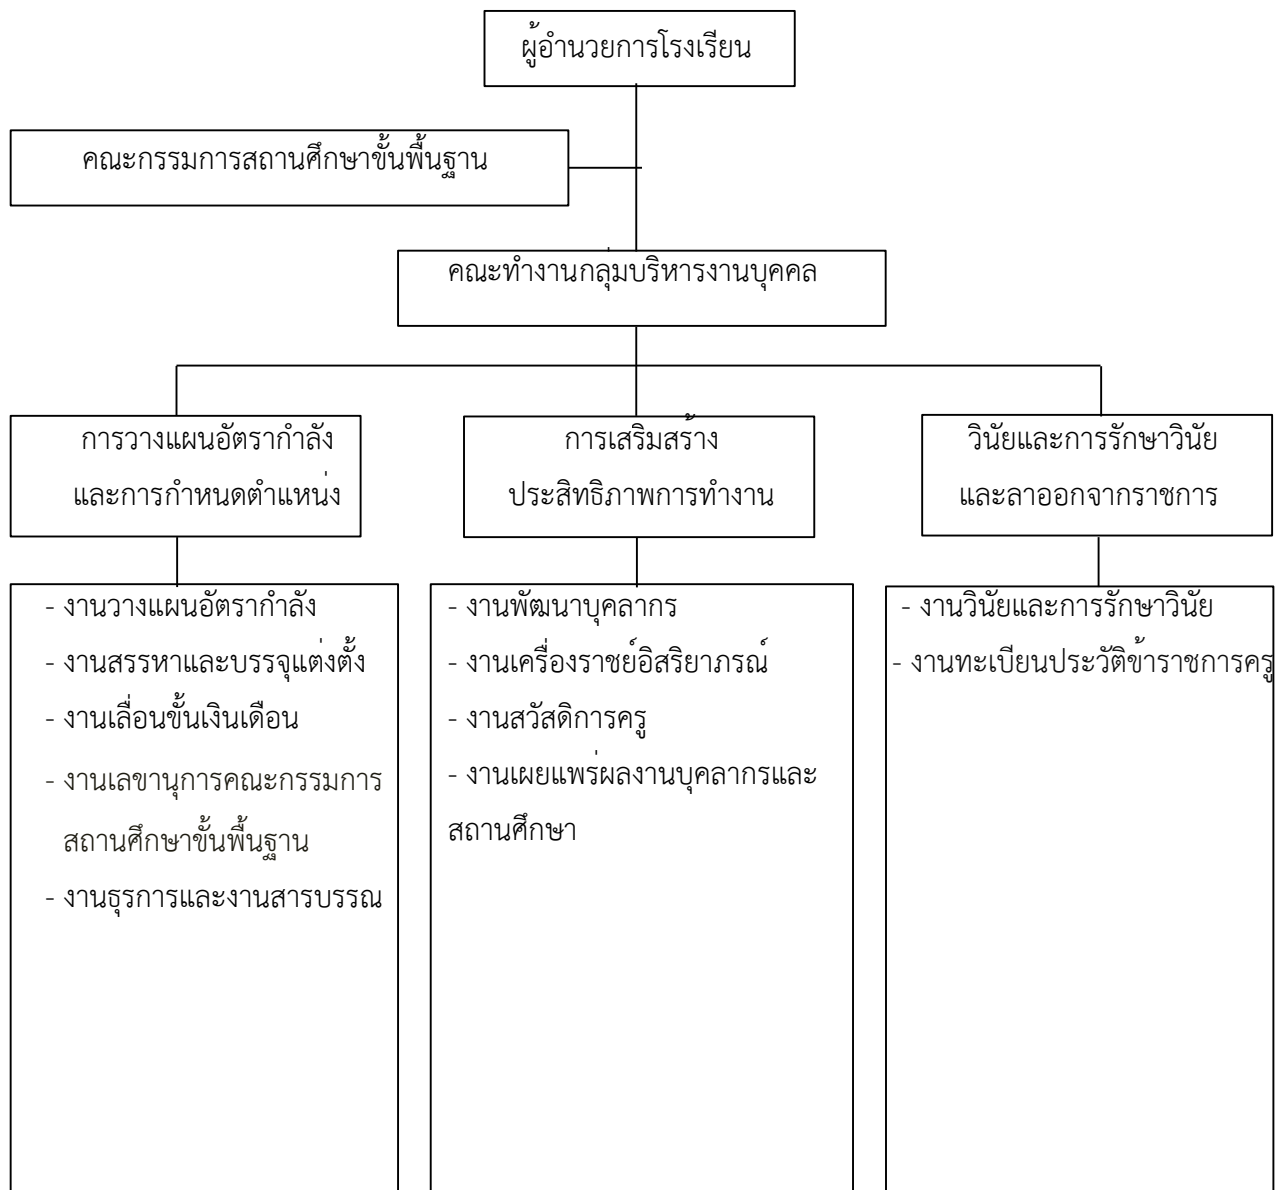 ผู้อำนวยการโรงเรียน
คณะกรรมการสถานศึกษาขั้นพื้นฐาน
คณะทำงานกลุ่มบริหารงานบุคคล
การวางแผนอัตรากำลัง
และการกำหนดตำแหน่ง
การเสริมสร้าง
ประสิทธิภาพการทำงาน
วินัยและการรักษาวินัย
และลาออกจากราชการ
- งานวางแผนอัตรากำลัง
- งานสรรหาและบรรจุแต่งตั้ง
- งานเลื่อนขั้นเงินเดือน
- งานเลขานุการคณะกรรมการ
สถานศึกษาขั้นพื้นฐาน
- งานธุรการและงานสารบรรณ
- งานพัฒนาบุคลากร
- งานเครื่องราชย์อิสริยาภรณ์
- งานสวัสดิการครู
- งานเผยแพร่ผลงานบุคลากรและ
สถานศึกษา
- งานวินัยและการรักษาวินัย
- งานทะเบียนประวัติข้าราชการครู